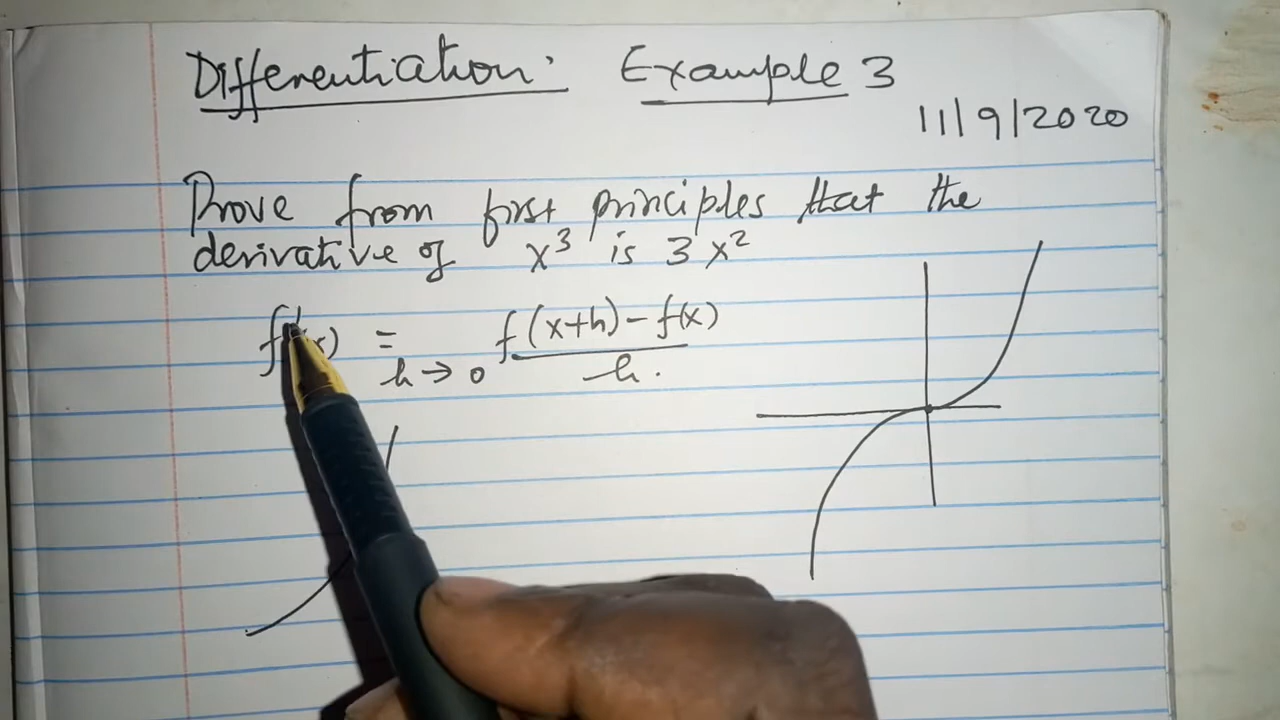 Differentiation: Example 3
11/9/2020
Prove from first principles that the
derivative of x³ is 3x²
f'(x) = h→0 f(x+h)-f(x)
h.